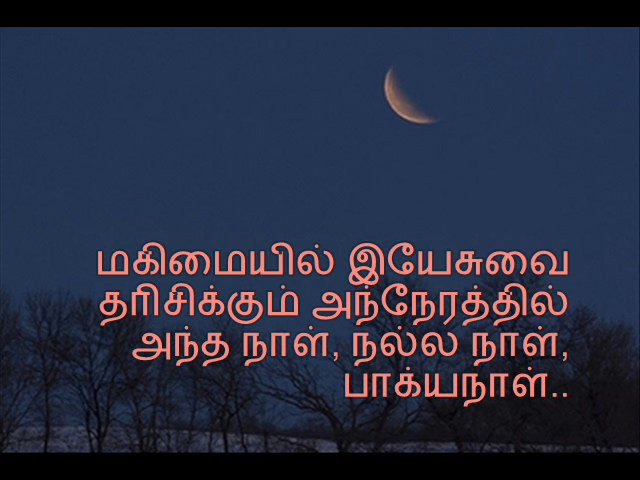 மகிமையில் இயேசுவை
தரிசிக்கும் அந்நேரத்தில்
அந்த நாள், நல்ல நாள்,
பாக்யநாள்..